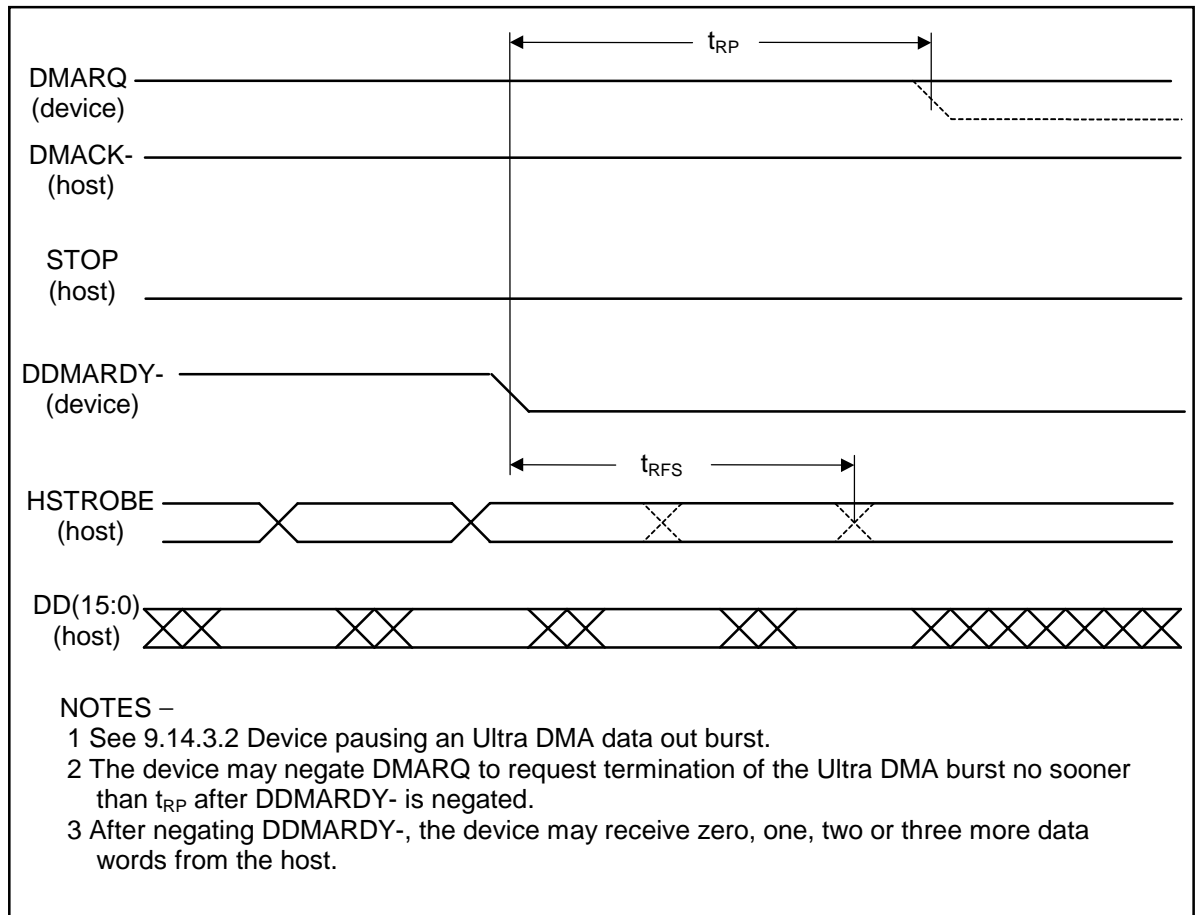 tRP
DMARQ
(device)
DMACK-
(host)
STOP
(host)
DDMARDY-
(device)
tRFS
HSTROBE
(host)
DD(15:0)
(host)
NOTES –
1 See 9.14.3.2 Device pausing an Ultra DMA data out burst.
2 The device may negate DMARQ to request termination of the Ultra DMA burst no sooner
than tRP after DDMARDY- is negated.
3 After negating DDMARDY-, the device may receive zero, one, two or three more data
words from the host.